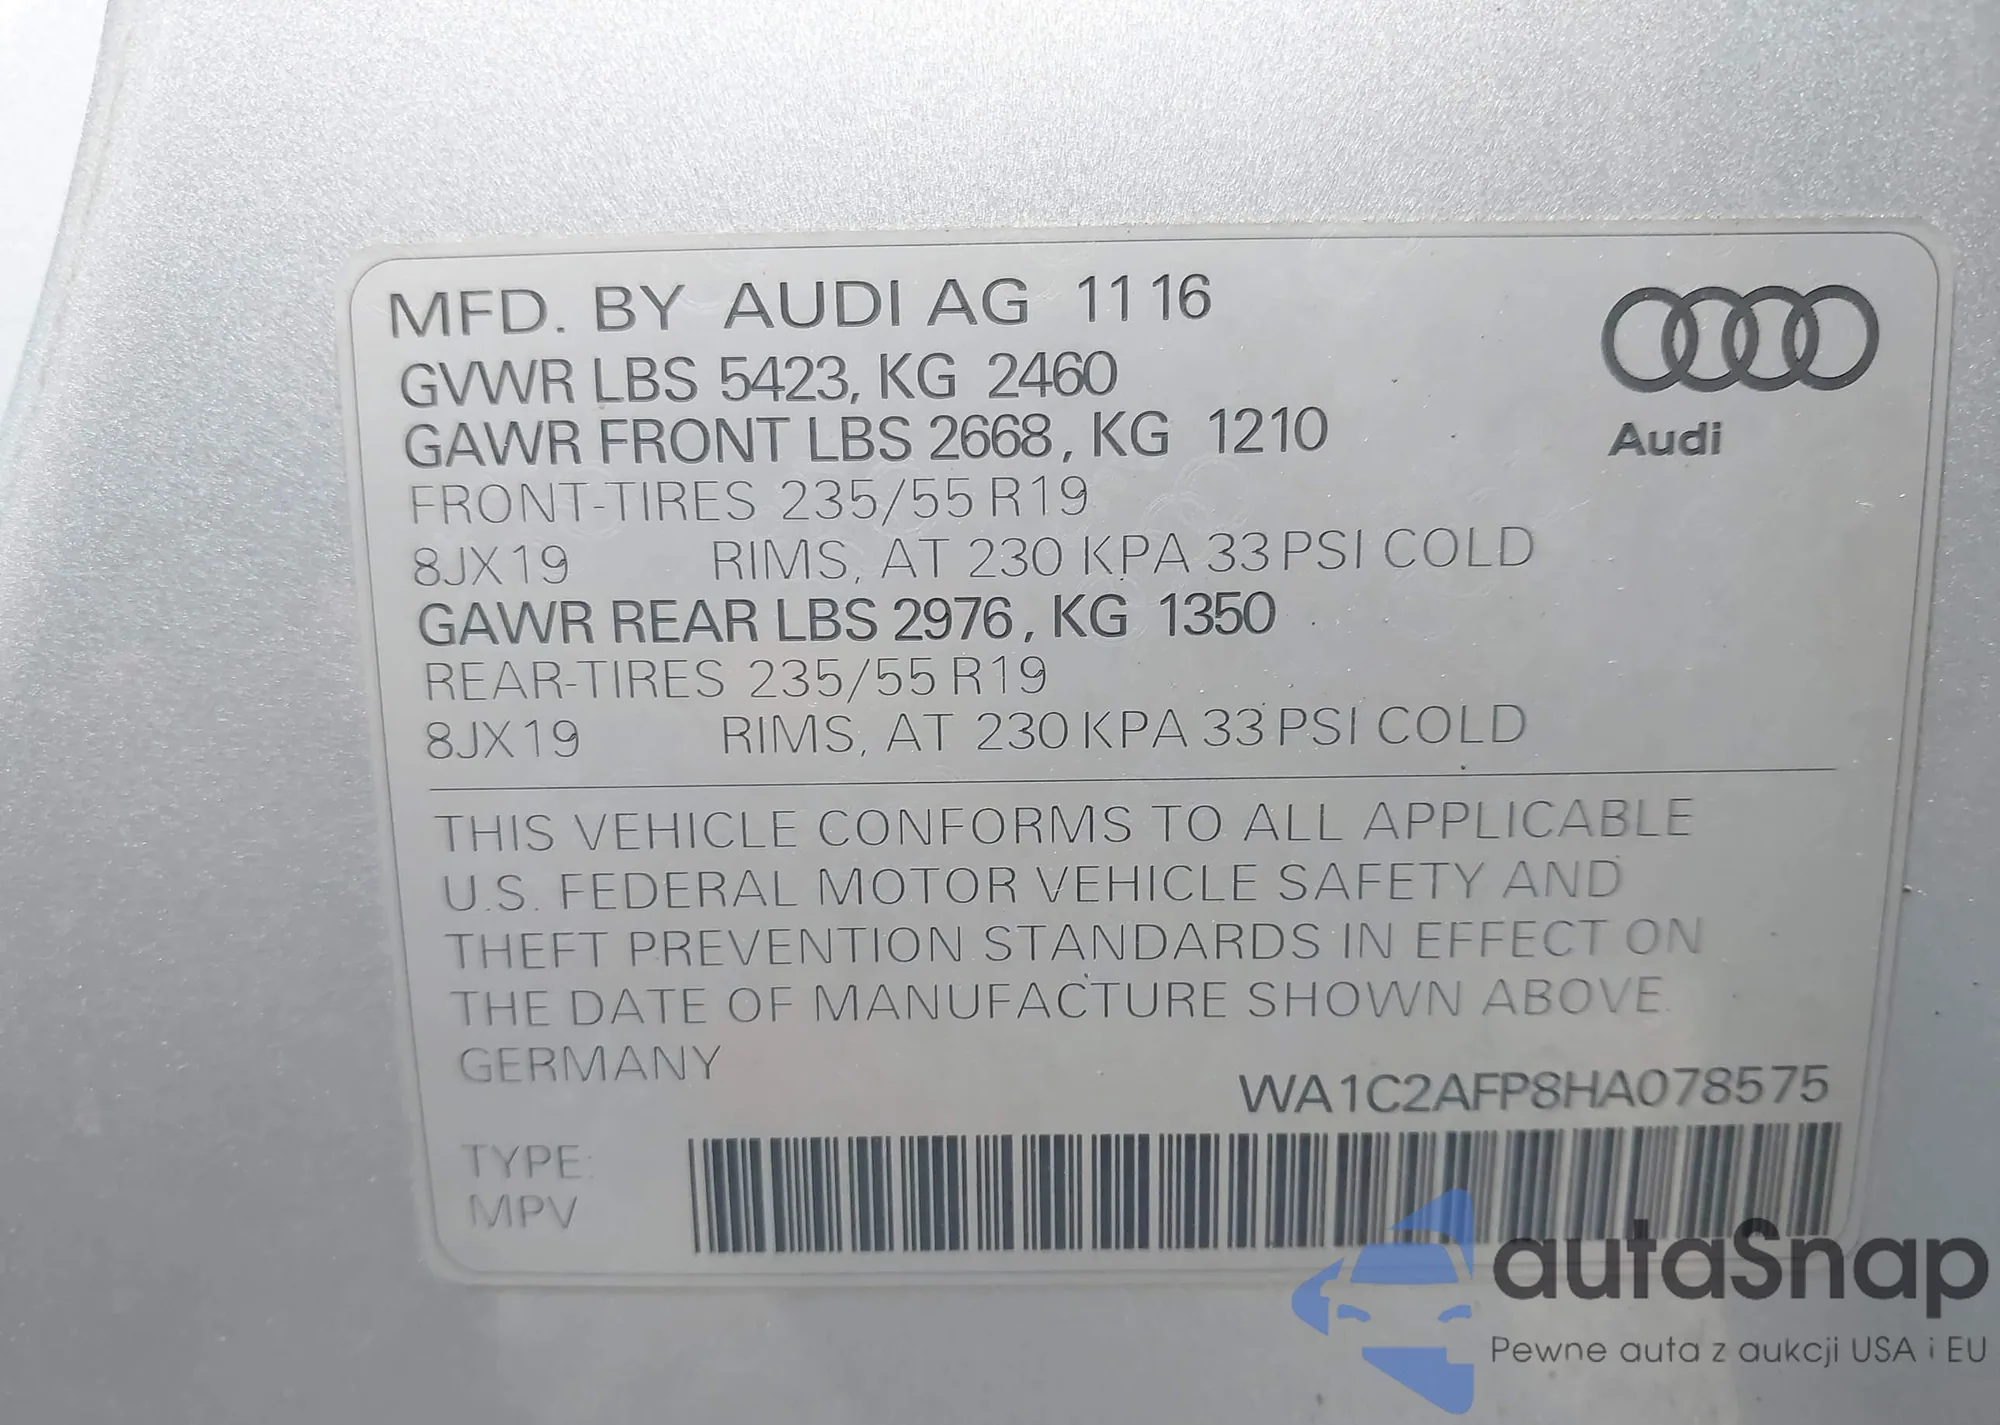 MFD. BY AUDI AG 11 16
GVWR LBS 5423, KG 2460
GAWR FRONT LBS 2668, KG 1210
FRONT-TIRES 235/55 R19
8JX19 RIMS, AT 230 KPA 33 PSI COLD
GAWR REAR LBS 2976, KG 1350
REAR-TIRES 235/55 R19
8JX19 RIMS, AT 230 KPA 33 PSI COLD
Audi
THIS VEHICLE CONFORMS TO ALL APPLICABLE
U.S. FEDERAL MOTOR VEHICLE SAFETY AND
THEFT PREVENTION STANDARDS IN EFFECT ON
THE DATE OF MANUFACTURE SHOWN ABOVE.
GERMANY
WA1C2AFP8HA078575
TYPE:
MPV
autaSnap
Pewne auta z aukcji USA i EU